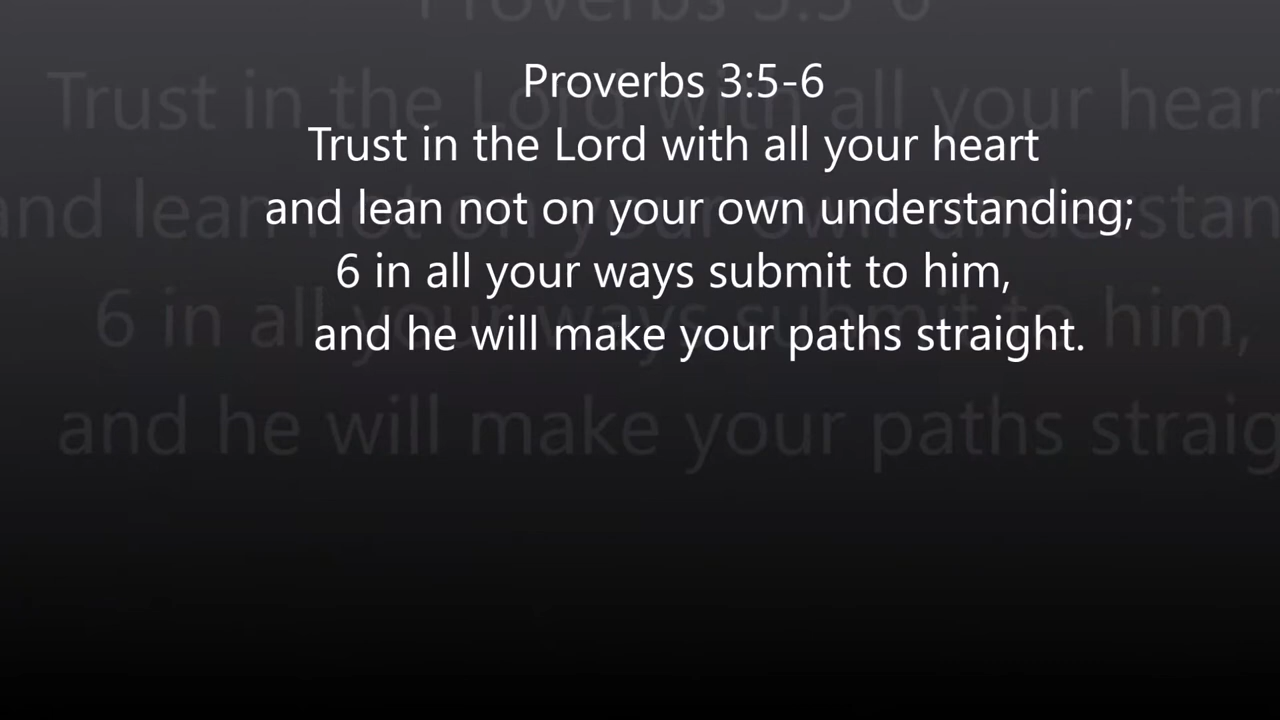 Proverbs 3:5-6
Trust in the Lord with all your heart
and lean not on your own understanding;
6 in all your ways submit to him,
and he will make your paths straight.